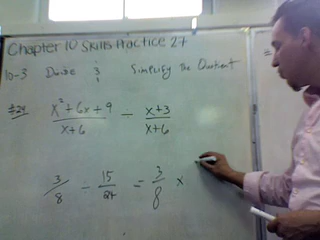 Chapter 10 Skills Practice 27
10-3 Divide & Simplify the Quotient
#24 x²+6x+9 / x+6 ÷ x+3 / x+6
3/8 ÷ 15/24 = 3/8 x